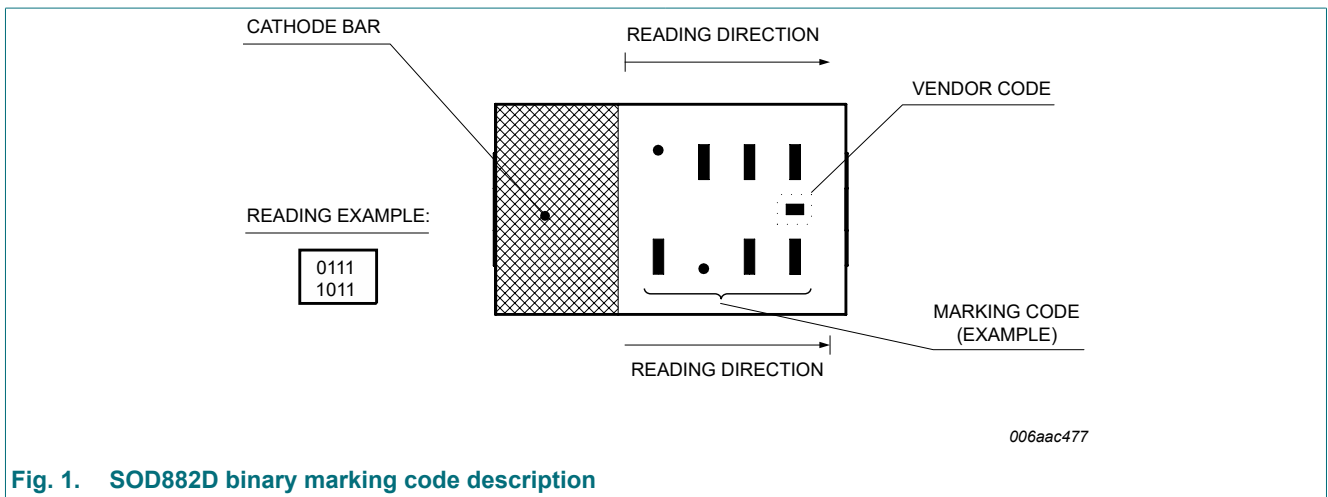 CATHODE BAR
READING DIRECTION
VENDOR CODE
READING EXAMPLE:
0111
1011
MARKING CODE
(EXAMPLE)
READING DIRECTION
006aac477
Fig. 1. SOD882D binary marking code description